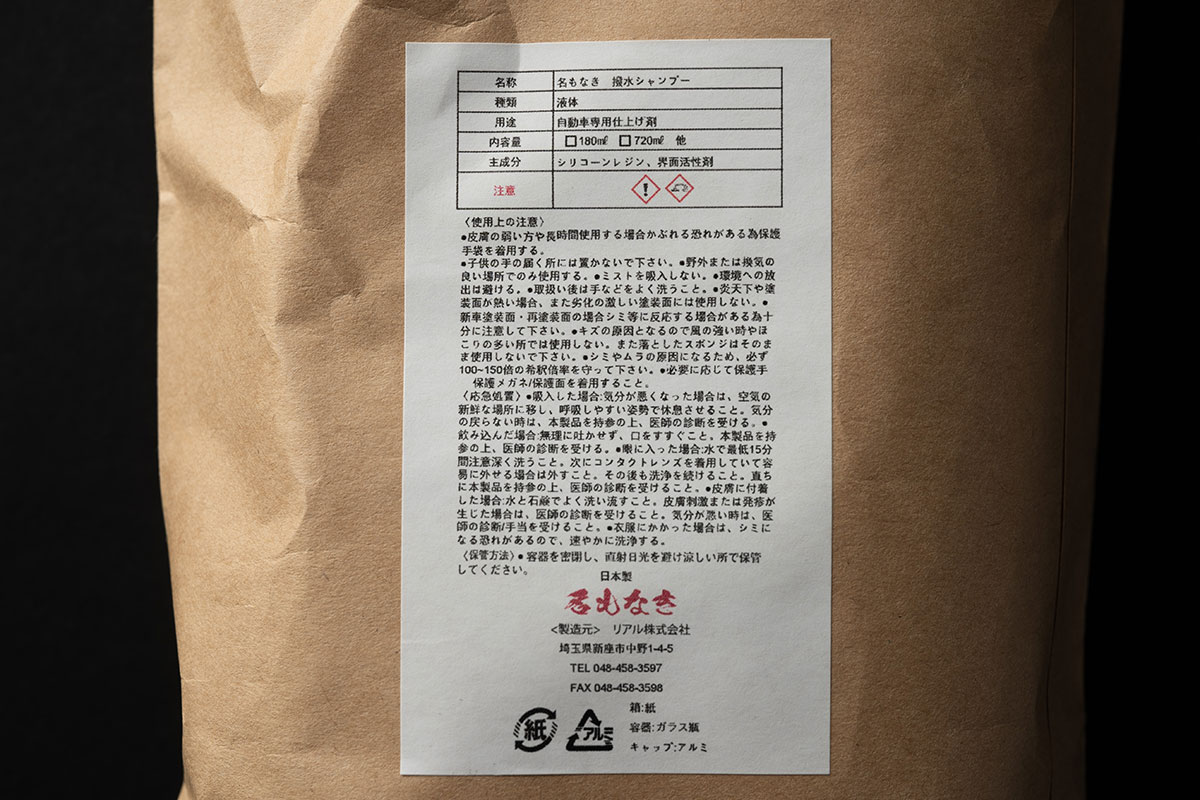 名称 名もなき　撥水シャンプー
種類 液体
用途 自動車専用仕上げ剤
内容量 □180㎖ □720㎖ 他
主成分 シリコーンレジン、界面活性剤
注意
〈使用上の注意〉
●皮膚の弱い方や長時間使用する場合かぶれる恐れがある為保護
手袋を着用する。
●子供の手の届く所には置かないで下さい。●野外または換気の
良い場所でのみ使用する。●ミストを吸入しない。●環境への放
出は避ける。●取扱い後は手などをよく洗うこと。●炎天下や塗
装面が熱い場合、また劣化の激しい塗装面には使用しない。●
新車塗装面・再塗装面の場合シミ等に反応する場合がある為十
分に注意して下さい。●キズの原因となるので風の強い時やほ
こりの多い所では使用しない。また落としたスポンジはそのま
ま使用しないで下さい。●シミやムラの原因になるため、必ず
100~150倍の希釈倍率を守って下さい。●必要に応じて保護手
保護メガネ/保護面を着用すること。
〈応急処置〉●吸入した場合:気分が悪くなった場合は、空気の
新鮮な場所に移し、呼吸しやすい姿勢で休息させること。気分
の戻らない時は、本製品を持参の上、医師の診断を受ける。●
飲み込んだ場合:無理に吐かせず、口をすすぐこと。本製品を持
参の上、医師の診断を受ける。●眼に入った場合:水で最低15分
間注意深く洗うこと。次にコンタクトレンズを着用していて容
易に外せる場合は外すこと。その後も洗浄を続けること。直ち
に本製品を持参の上、医師の診断を受けること。●皮膚に付着
した場合:水と石鹸でよく洗い流すこと。皮膚刺激または発疹が
生じた場合は、医師の診断を受けること。気分が悪い時は、医
師の診断/手当を受けること。●衣服にかかった場合は、シミに
なる恐れがあるので、速やかに洗浄する。
〈保管方法〉●容器を密閉し、直射日光を避け涼しい所で保管
してください。
日本製
名もなき
<製造元>　リアル株式会社
埼玉県新座市中野1-4-5
TEL 048-458-3597
FAX 048-458-3598
紙 アルミ
箱:紙
容器:ガラス瓶
キャップ:アルミ